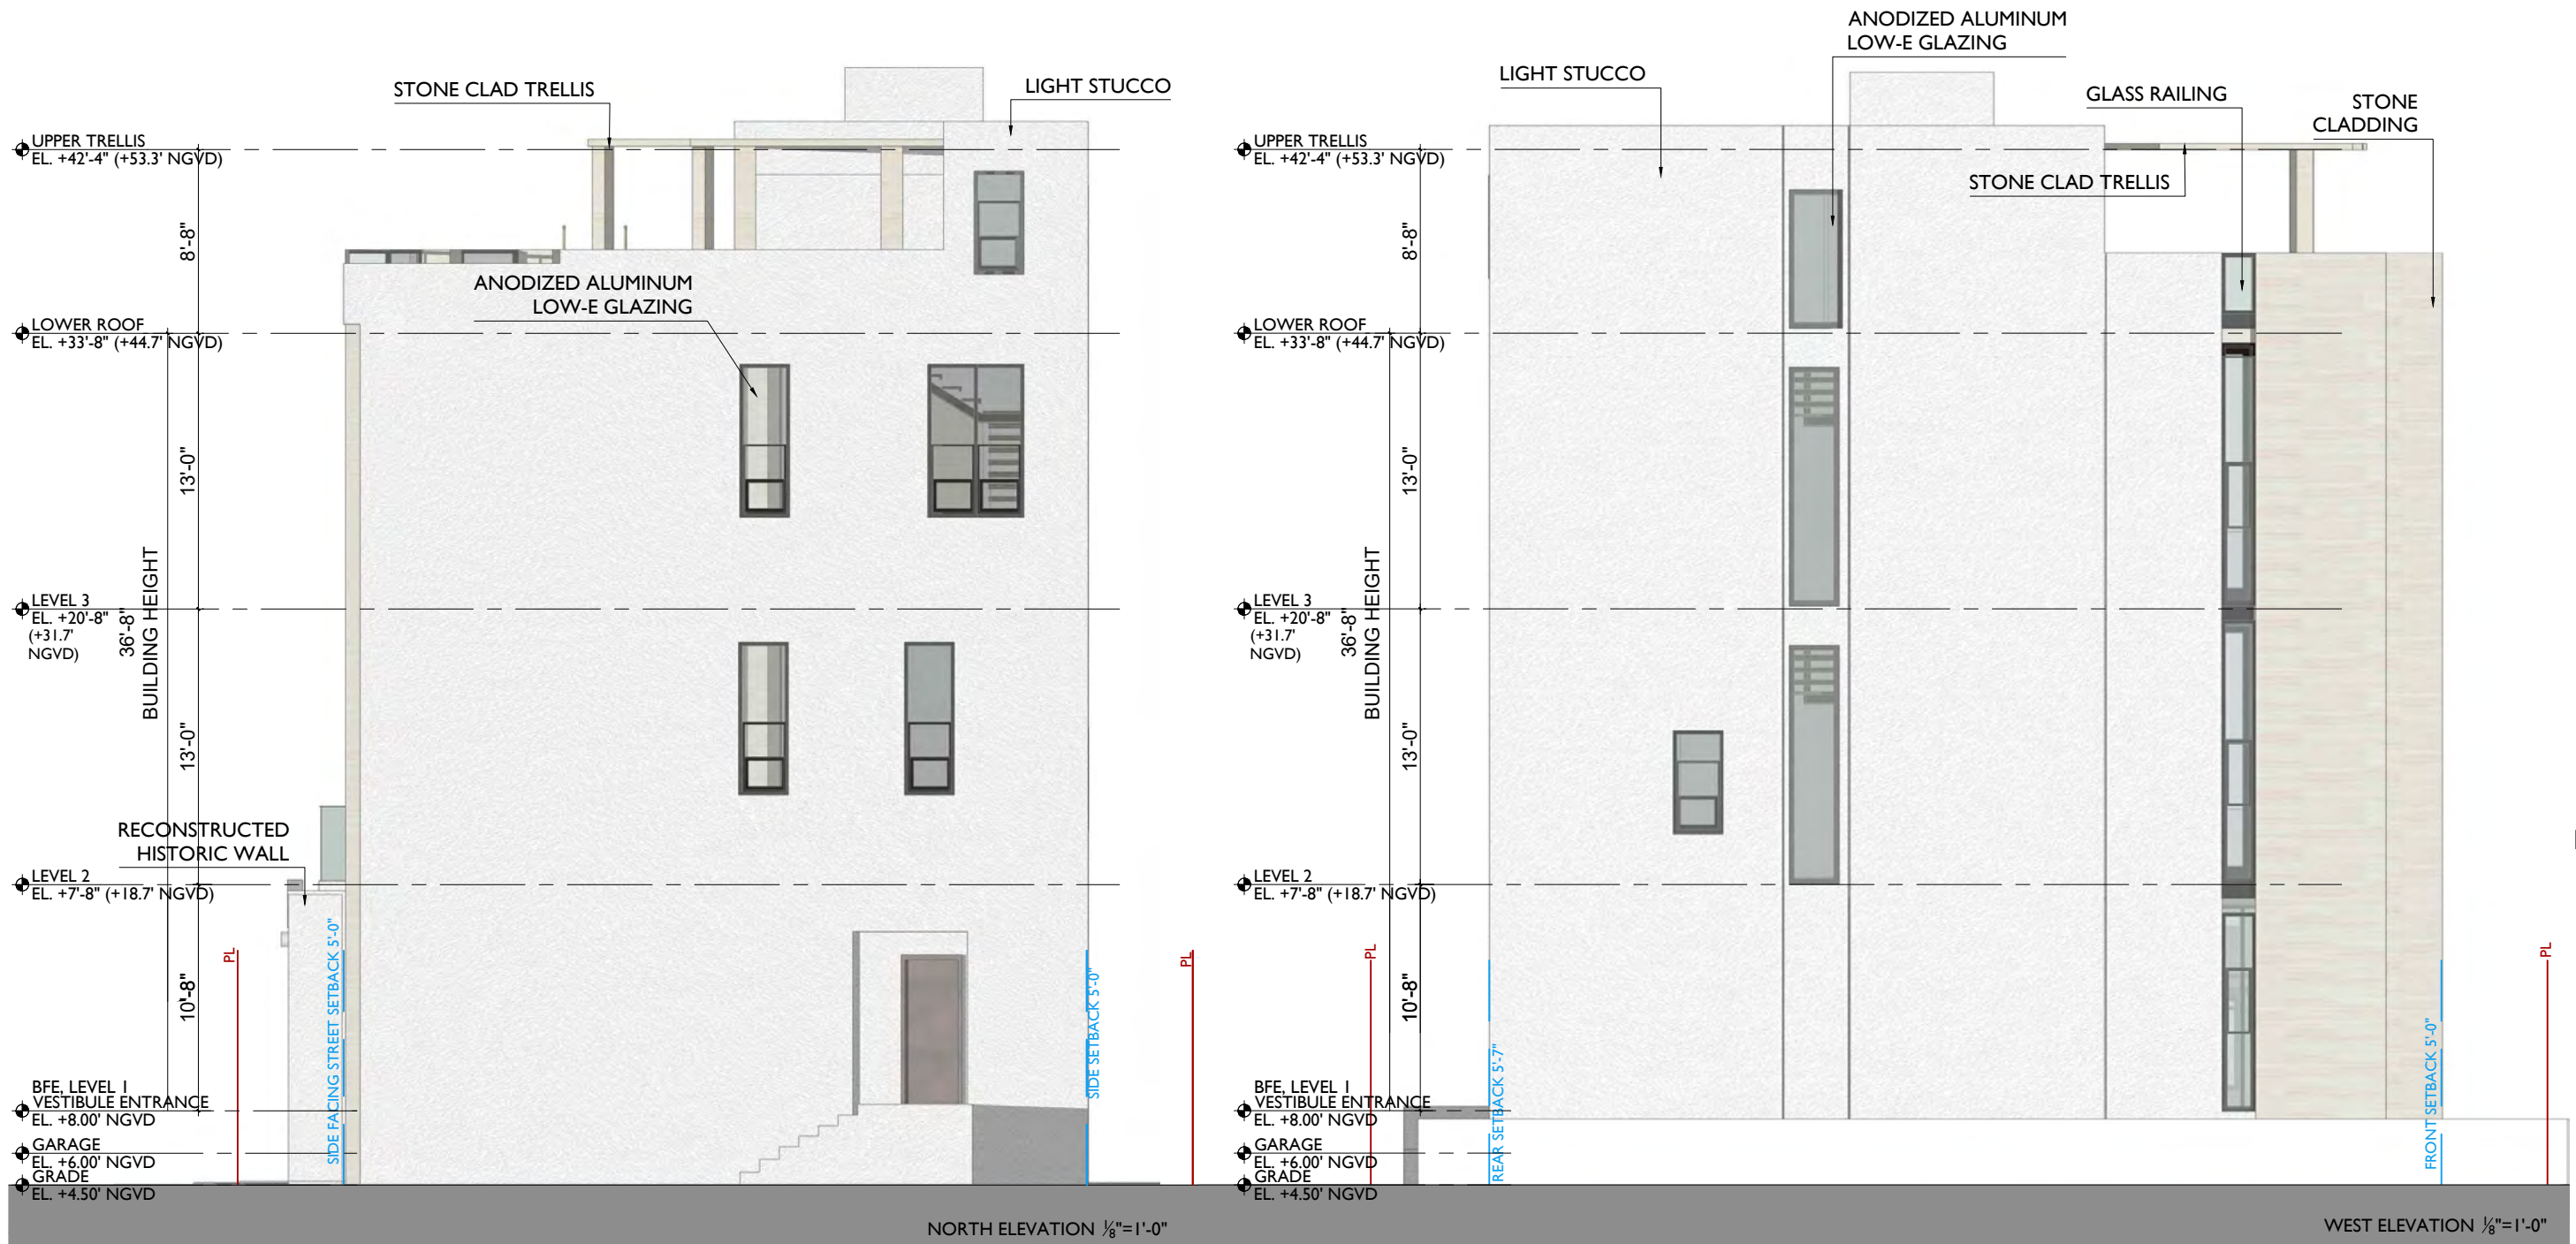 STONE CLAD TRELLIS
LIGHT STUCCO
UPPER TRELLIS
EL. +42'-4" (+53.3' NGVD)
8'-8"
ANODIZED ALUMINUM
LOW-E GLAZING
LOWER ROOF
EL. +33'-8" (+44.7' NGVD)
13'-0"
LEVEL 3
EL. +20'-8"
(+31.7'
NGVD)
36'-8"
BUILDING HEIGHT
13'-0"
RECONSTRUCTED
HISTORIC WALL
LEVEL 2
EL. +7'-8" (+18.7' NGVD)
10'-8"
PL
SIDE FACING STREET SETBACK 5'-0"
SIDE SETBACK 5'-0"
PL
BFE, LEVEL 1
VESTIBULE ENTRANCE
EL. +8.00' NGVD
GARAGE
EL. +6.00' NGVD
GRADE
EL. +4.50' NGVD
NORTH ELEVATION ⅛"=1'-0"
ANODIZED ALUMINUM
LOW-E GLAZING
LIGHT STUCCO
GLASS RAILING
STONE
CLADDING
UPPER TRELLIS
EL. +42'-4" (+53.3' NGVD)
STONE CLAD TRELLIS
8'-8"
LOWER ROOF
EL. +33'-8" (+44.7' NGVD)
13'-0"
LEVEL 3
EL. +20'-8"
(+31.7'
NGVD)
36'-8"
BUILDING HEIGHT
13'-0"
LEVEL 2
EL. +7'-8" (+18.7' NGVD)
10'-8"
PL
REAR SETBACK 5'-7"
FRONT SETBACK 5'-0"
PL
BFE, LEVEL 1
VESTIBULE ENTRANCE
EL. +8.00' NGVD
GARAGE
EL. +6.00' NGVD
GRADE
EL. +4.50' NGVD
WEST ELEVATION ⅛"=1'-0"